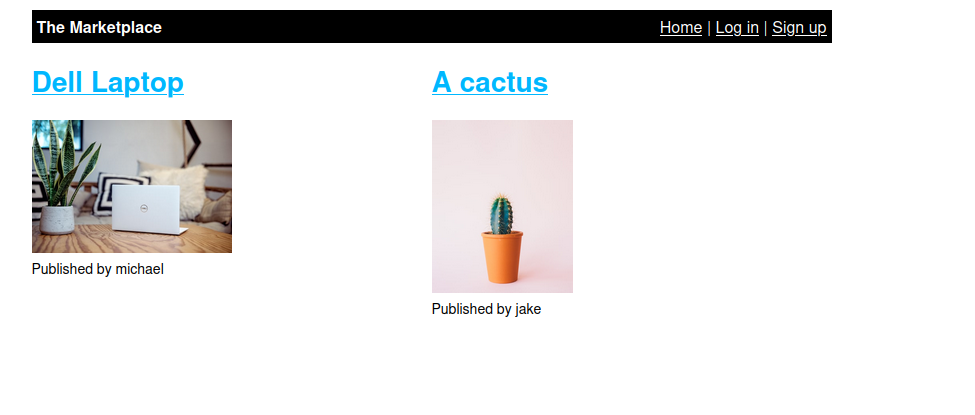 The Marketplace
Home | Log in | Sign up
Dell Laptop
A cactus
Published by michael
Published by jake